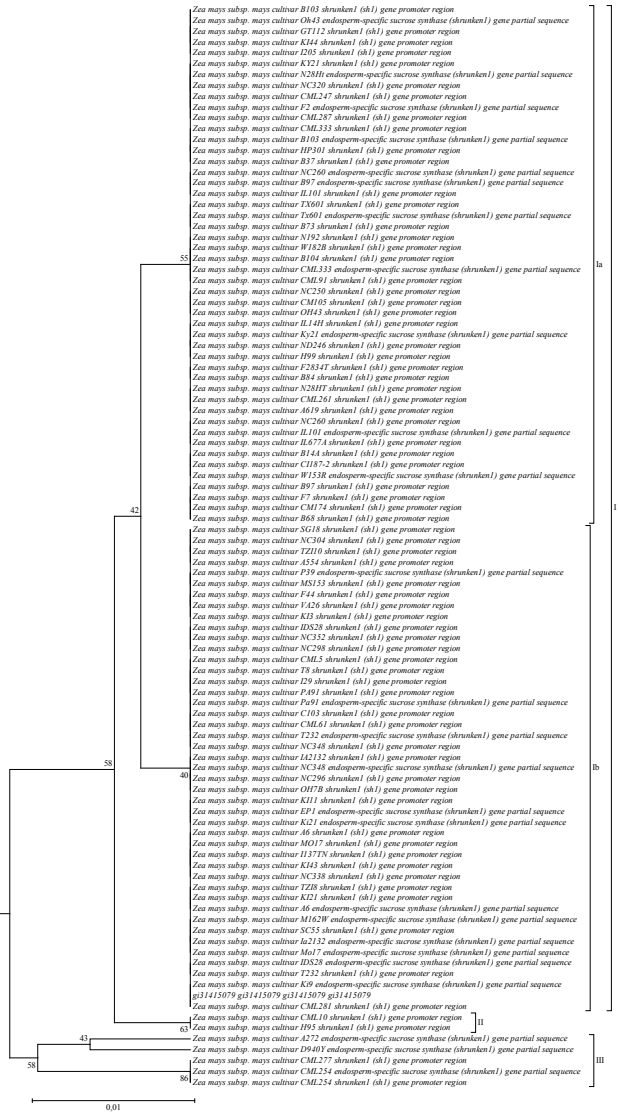 Zea mays subsp. mays cultivar B103 shrunken1 (sh1) gene promoter region
Zea mays subsp. mays cultivar Oh43 endosperm-specific sucrose synthase (shrunken1) gene partial sequence
Zea mays subsp. mays cultivar GT112 shrunken1 (sh1) gene promoter region
Zea mays subsp. mays cultivar KI44 shrunken1 (sh1) gene promoter region
Zea mays subsp. mays cultivar I205 shrunken1 (sh1) gene promoter region
Zea mays subsp. mays cultivar KY21 shrunken1 (sh1) gene promoter region
Zea mays subsp. mays cultivar N28Ht endosperm-specific sucrose synthase (shrunken1) gene partial sequence
Zea mays subsp. mays cultivar NC320 shrunken1 (sh1) gene promoter region
Zea mays subsp. mays cultivar CML247 shrunken1 (sh1) gene promoter region
Zea mays subsp. mays cultivar F2 endosperm-specific sucrose synthase (shrunken1) gene partial sequence
Zea mays subsp. mays cultivar CML287 shrunken1 (sh1) gene promoter region
Zea mays subsp. mays cultivar CML333 shrunken1 (sh1) gene promoter region
Zea mays subsp. mays cultivar B103 endosperm-specific sucrose synthase (shrunken1) gene partial sequence
Zea mays subsp. mays cultivar HP301 shrunken1 (sh1) gene promoter region
Zea mays subsp. mays cultivar B37 shrunken1 (sh1) gene promoter region
Zea mays subsp. mays cultivar NC260 endosperm-specific sucrose synthase (shrunken1) gene partial sequence
Zea mays subsp. mays cultivar B97 endosperm-specific sucrose synthase (shrunken1) gene partial sequence
Zea mays subsp. mays cultivar IL101 shrunken1 (sh1) gene promoter region
Zea mays subsp. mays cultivar TX601 shrunken1 (sh1) gene promoter region
Zea mays subsp. mays cultivar Tx601 endosperm-specific sucrose synthase (shrunken1) gene partial sequence
Zea mays subsp. mays cultivar B73 shrunken1 (sh1) gene promoter region
Zea mays subsp. mays cultivar N192 shrunken1 (sh1) gene promoter region
Zea mays subsp. mays cultivar W182B shrunken1 (sh1) gene promoter region
Zea mays subsp. mays cultivar B104 shrunken1 (sh1) gene promoter region
55
Zea mays subsp. mays cultivar CML333 endosperm-specific sucrose synthase (shrunken1) gene partial sequence
Ia
Zea mays subsp. mays cultivar CML91 shrunken1 (sh1) gene promoter region
Zea mays subsp. mays cultivar NC250 shrunken1 (sh1) gene promoter region
Zea mays subsp. mays cultivar CM105 shrunken1 (sh1) gene promoter region
Zea mays subsp. mays cultivar OH43 shrunken1 (sh1) gene promoter region
Zea mays subsp. mays cultivar IL14H shrunken1 (sh1) gene promoter region
Zea mays subsp. mays cultivar Ky21 endosperm-specific sucrose synthase (shrunken1) gene partial sequence
Zea mays subsp. mays cultivar ND246 shrunken1 (sh1) gene promoter region
Zea mays subsp. mays cultivar H99 shrunken1 (sh1) gene promoter region
Zea mays subsp. mays cultivar F2834T shrunken1 (sh1) gene promoter region
Zea mays subsp. mays cultivar B84 shrunken1 (sh1) gene promoter region
Zea mays subsp. mays cultivar N28HT shrunken1 (sh1) gene promoter region
Zea mays subsp. mays cultivar CML261 shrunken1 (sh1) gene promoter region
Zea mays subsp. mays cultivar A619 shrunken1 (sh1) gene promoter region
Zea mays subsp. mays cultivar NC260 shrunken1 (sh1) gene promoter region
Zea mays subsp. mays cultivar IL101 endosperm-specific sucrose synthase (shrunken1) gene partial sequence
Zea mays subsp. mays cultivar IL677A shrunken1 (sh1) gene promoter region
Zea mays subsp. mays cultivar B14A shrunken1 (sh1) gene promoter region
Zea mays subsp. mays cultivar CI187-2 shrunken1 (sh1) gene promoter region
Zea mays subsp. mays cultivar W153R endosperm-specific sucrose synthase (shrunken1) gene partial sequence
Zea mays subsp. mays cultivar B97 shrunken1 (sh1) gene promoter region
Zea mays subsp. mays cultivar F7 shrunken1 (sh1) gene promoter region
Zea mays subsp. mays cultivar CM174 shrunken1 (sh1) gene promoter region
42
I
Zea mays subsp. mays cultivar B68 shrunken1 (sh1) gene promoter region
Zea mays subsp. mays cultivar SG18 shrunken1 (sh1) gene promoter region
Zea mays subsp. mays cultivar NC304 shrunken1 (sh1) gene promoter region
Zea mays subsp. mays cultivar TZI10 shrunken1 (sh1) gene promoter region
Zea mays subsp. mays cultivar A554 shrunken1 (sh1) gene promoter region
Zea mays subsp. mays cultivar P39 endosperm-specific sucrose synthase (shrunken1) gene partial sequence
Zea mays subsp. mays cultivar MS153 shrunken1 (sh1) gene promoter region
Zea mays subsp. mays cultivar F44 shrunken1 (sh1) gene promoter region
Zea mays subsp. mays cultivar VA26 shrunken1 (sh1) gene promoter region
Zea mays subsp. mays cultivar KI3 shrunken1 (sh1) gene promoter region
Zea mays subsp. mays cultivar IDS28 shrunken1 (sh1) gene promoter region
Zea mays subsp. mays cultivar NC352 shrunken1 (sh1) gene promoter region
Zea mays subsp. mays cultivar NC298 shrunken1 (sh1) gene promoter region
Zea mays subsp. mays cultivar CML5 shrunken1 (sh1) gene promoter region
Zea mays subsp. mays cultivar T8 shrunken1 (sh1) gene promoter region
Zea mays subsp. mays cultivar I29 shrunken1 (sh1) gene promoter region
Zea mays subsp. mays cultivar PA91 shrunken1 (sh1) gene promoter region
Zea mays subsp. mays cultivar Pa91 endosperm-specific sucrose synthase (shrunken1) gene partial sequence
Zea mays subsp. mays cultivar C103 shrunken1 (sh1) gene promoter region
Zea mays subsp. mays cultivar CML61 shrunken1 (sh1) gene promoter region
Zea mays subsp. mays cultivar T232 endosperm-specific sucrose synthase (shrunken1) gene partial sequence
Zea mays subsp. mays cultivar NC348 shrunken1 (sh1) gene promoter region
Zea mays subsp. mays cultivar IA2132 shrunken1 (sh1) gene promoter region
58
Zea mays subsp. mays cultivar NC348 endosperm-specific sucrose synthase (shrunken1) gene partial sequence
Ib
40
Zea mays subsp. mays cultivar NC296 shrunken1 (sh1) gene promoter region
Zea mays subsp. mays cultivar OH7B shrunken1 (sh1) gene promoter region
Zea mays subsp. mays cultivar KI11 shrunken1 (sh1) gene promoter region
Zea mays subsp. mays cultivar EP1 endosperm-specific sucrose synthase (shrunken1) gene partial sequence
Zea mays subsp. mays cultivar Ki21 endosperm-specific sucrose synthase (shrunken1) gene partial sequence
Zea mays subsp. mays cultivar A6 shrunken1 (sh1) gene promoter region
Zea mays subsp. mays cultivar MO17 shrunken1 (sh1) gene promoter region
Zea mays subsp. mays cultivar I137TN shrunken1 (sh1) gene promoter region
Zea mays subsp. mays cultivar KI43 shrunken1 (sh1) gene promoter region
Zea mays subsp. mays cultivar NC338 shrunken1 (sh1) gene promoter region
Zea mays subsp. mays cultivar TZI8 shrunken1 (sh1) gene promoter region
Zea mays subsp. mays cultivar KI21 shrunken1 (sh1) gene promoter region
Zea mays subsp. mays cultivar A6 endosperm-specific sucrose synthase (shrunken1) gene partial sequence
Zea mays subsp. mays cultivar M162W endosperm-specific sucrose synthase (shrunken1) gene partial sequence
Zea mays subsp. mays cultivar SC55 shrunken1 (sh1) gene promoter region
Zea mays subsp. mays cultivar Ia2132 endosperm-specific sucrose synthase (shrunken1) gene partial sequence
Zea mays subsp. mays cultivar Mo17 endosperm-specific sucrose synthase (shrunken1) gene partial sequence
Zea mays subsp. mays cultivar IDS28 endosperm-specific sucrose synthase (shrunken1) gene partial sequence
Zea mays subsp. mays cultivar T232 shrunken1 (sh1) gene promoter region
Zea mays subsp. mays cultivar Ki9 endosperm-specific sucrose synthase (shrunken1) gene partial sequence
gi31415079 gi31415079 gi31415079 gi31415079
Zea mays subsp. mays cultivar CML281 shrunken1 (sh1) gene promoter region
Zea mays subsp. mays cultivar CML10 shrunken1 (sh1) gene promoter region
II
63
Zea mays subsp. mays cultivar H95 shrunken1 (sh1) gene promoter region
43
Zea mays subsp. mays cultivar A272 endosperm-specific sucrose synthase (shrunken1) gene partial sequence
Zea mays subsp. mays cultivar D940Y endosperm-specific sucrose synthase (shrunken1) gene partial sequence
58
Zea mays subsp. mays cultivar CML277 shrunken1 (sh1) gene promoter region
III
Zea mays subsp. mays cultivar CML254 endosperm-specific sucrose synthase (shrunken1) gene partial sequence
86
Zea mays subsp. mays cultivar CML254 shrunken1 (sh1) gene promoter region
0,01